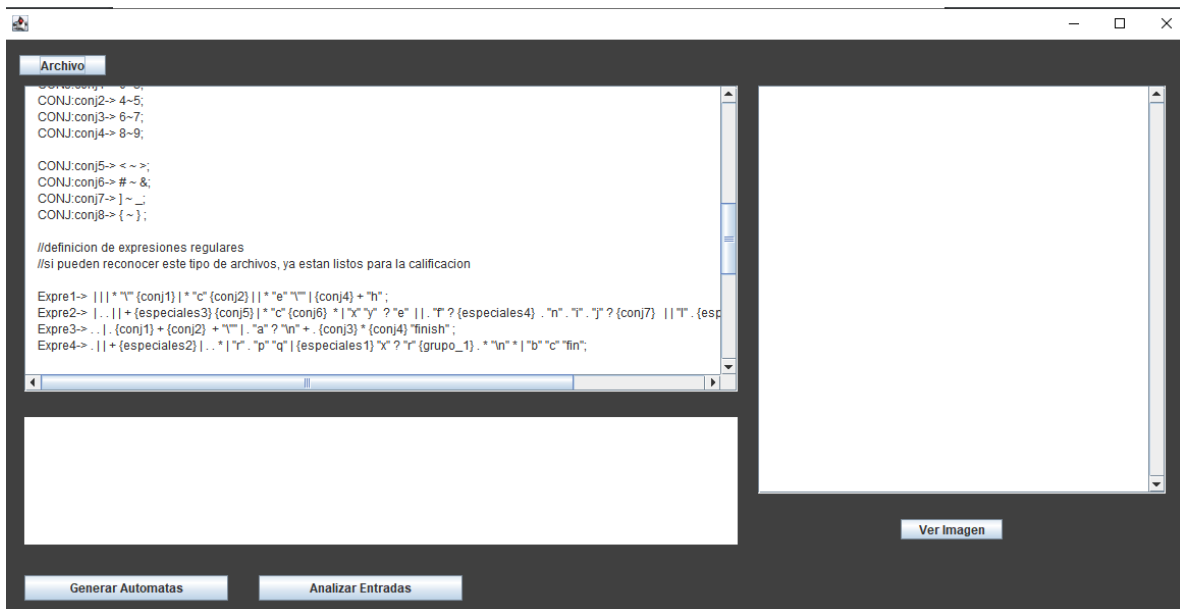 Archivo
CONJ:conj2-> 4~5;
CONJ:conj3-> 6~7;
CONJ:conj4-> 8~9;
CONJ:conj5-> < ~ >;
CONJ:conj6-> # ~ &;
CONJ:conj7-> ] ~ _;
CONJ:conj8-> { ~ } ;
//definicion de expresiones regulares
//si pueden reconocer este tipo de archivos, ya estan listos para la calificacion
Expre1-> | | | * "\"" {conj1} | * "c" {conj2} | | * "e" "\"" | {conj4} + "h" ;
Expre2-> | . . | | + {especiales3} {conj5} | * "c" {conj6} * | "x" "y" ? "e" | | . "f" ? {especiales4} . "n" . "i" . "j" ? {conj7} | | "l" . {esp
Expre3-> . . | . {conj1} + {conj2} + "\"" | . "a" ? "\n" + . {conj3} * {conj4} "finish" ;
Expre4-> . | | + {especiales2} | . . * | "r" . "p" "q" | {especiales1} "x" ? "r" {grupo_1} . * "\n" * | "b" "c" "fin";
Ver Imagen
Generar Automatas
Analizar Entradas